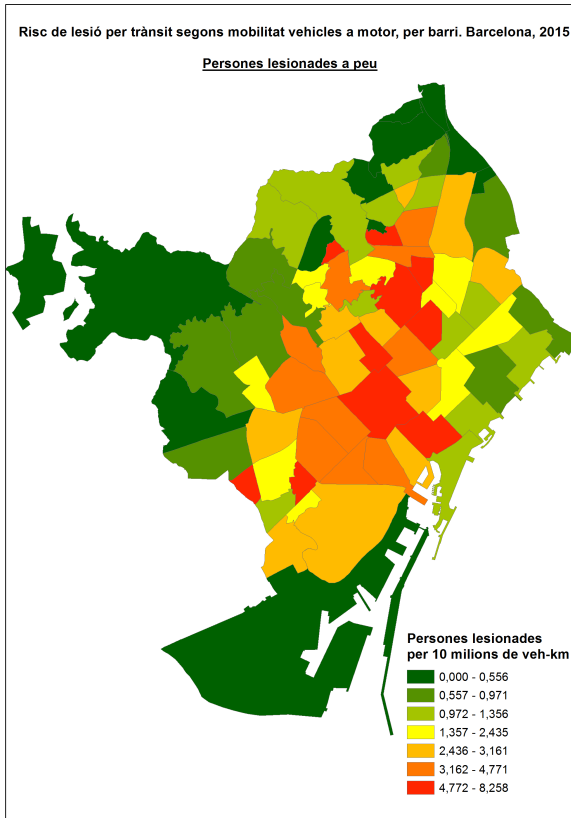 Risc de lesió per trànsit segons mobilitat vehicles a motor, per barri. Barcelona, 2015
Persones lesionades a peu
Persones lesionades
per 10 milions de veh-km
0,000 - 0,556
0,557 - 0,971
0,972 - 1,356
1,357 - 2,435
2,436 - 3,161
3,162 - 4,771
4,772 - 8,258